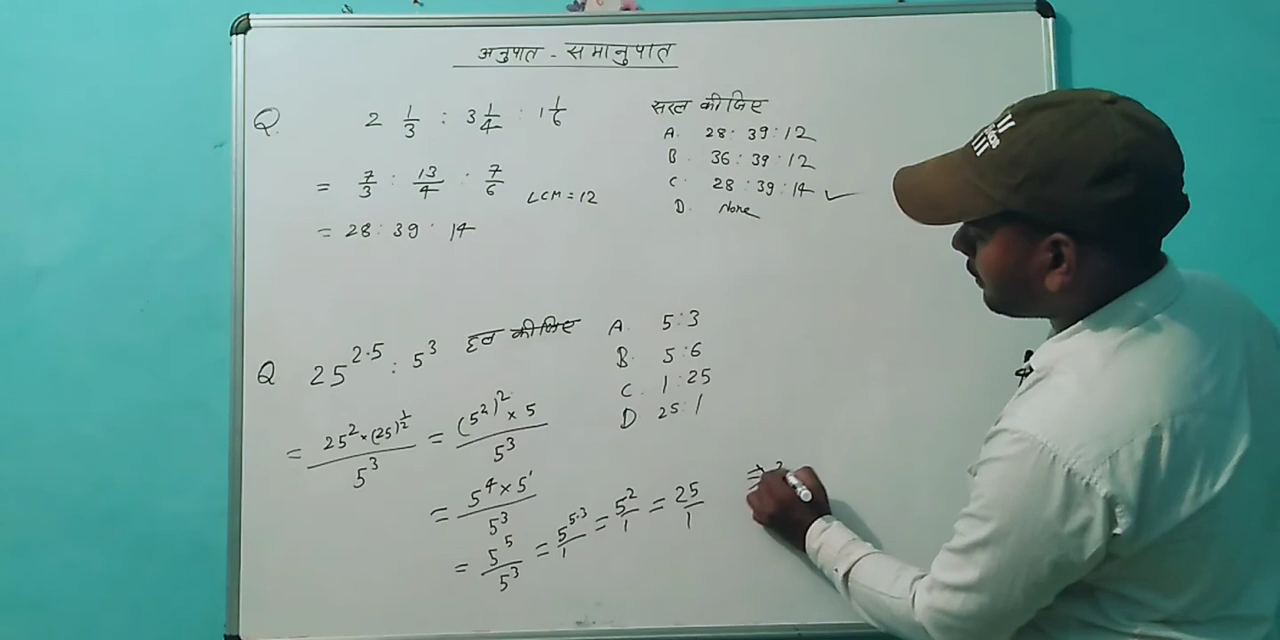 अनुपात - समानुपात
Q. 2 1/3 : 3 1/4 : 1 1/6
= 7/3 : 13/4 : 7/6 LCM = 12
= 28 : 39 : 14
सरल कीजिए
A. 28 : 39 : 12
B. 36 : 39 : 12
C. 28 : 39 : 14 ✓
D. None
Q 25^2.5 : 5^3 हल कीजिए
A. 5 : 3
B. 5 : 6
C. 1 : 25
D 25 : 1
= 25^2 × (25)^1/2 / 5^3 = (5^2)^2 × 5 / 5^3
= 5^4 × 5^1 / 5^3
= 5^5 / 5^3 = 5^5-3 / 1 = 5^2 / 1 = 25 / 1